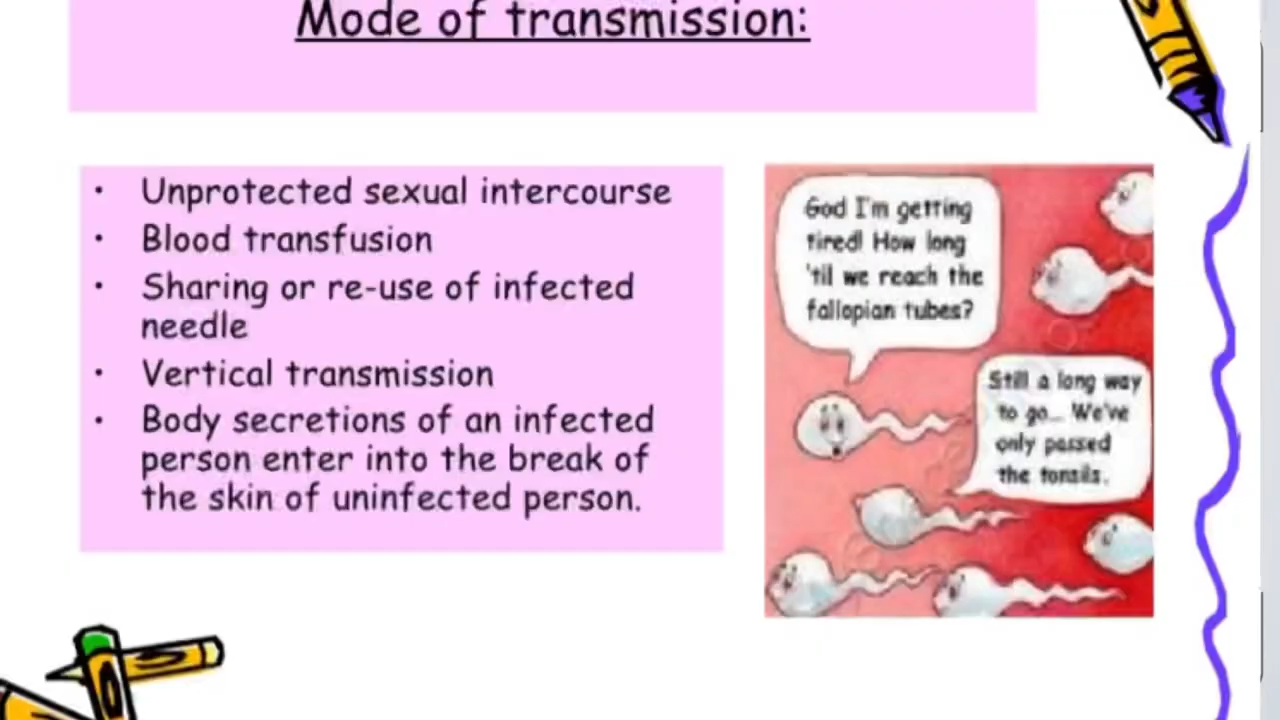 Mode of transmission:
• Unprotected sexual intercourse
• Blood transfusion
• Sharing or re-use of infected
needle
• Vertical transmission
• Body secretions of an infected
person enter into the break of
the skin of uninfected person.
God I'm getting
tired! How long
'til we reach the
fallopian tubes?
Still a long way
to go... We've
only passed
the tonsils.